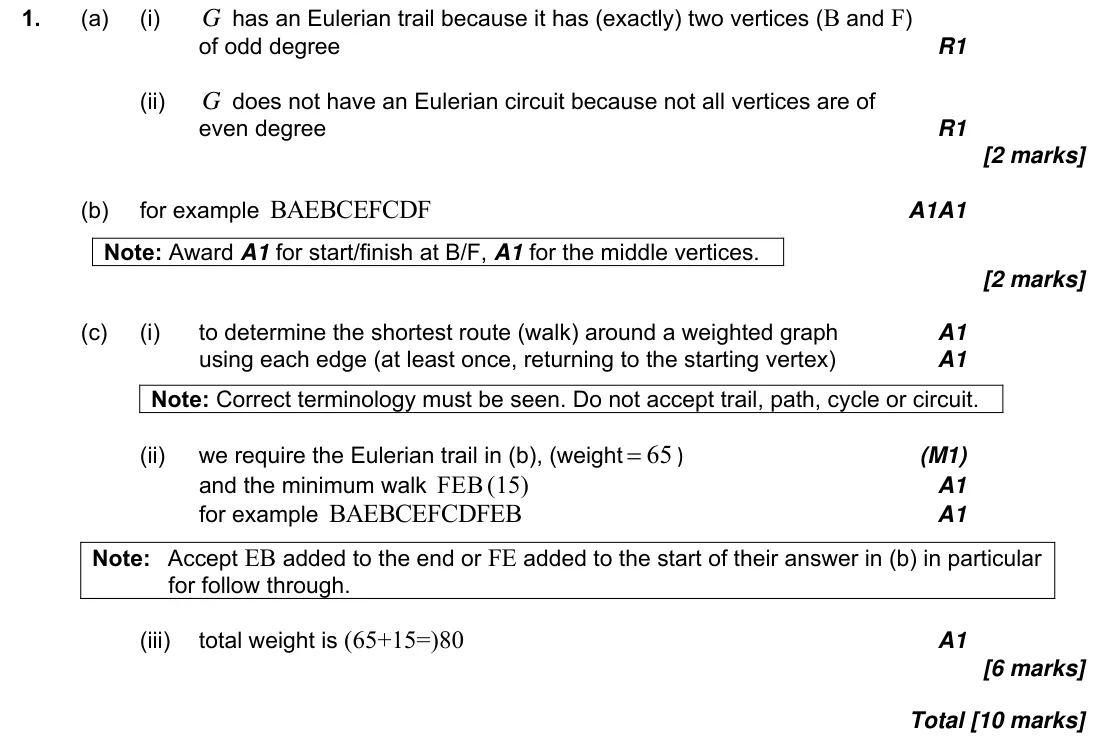 1. (a) (i) G has an Eulerian trail because it has (exactly) two vertices (B and F)
of odd degree R1
(ii) G does not have an Eulerian circuit because not all vertices are of
even degree R1
[2 marks]
(b) for example BAEBCEFCDF A1A1
Note: Award A1 for start/finish at B/F, A1 for the middle vertices.
[2 marks]
(c) (i) to determine the shortest route (walk) around a weighted graph A1
using each edge (at least once, returning to the starting vertex) A1
Note: Correct terminology must be seen. Do not accept trail, path, cycle or circuit.
(ii) we require the Eulerian trail in (b), (weight = 65) (M1)
and the minimum walk FEB (15) A1
for example BAEBCEFCDFEB A1
Note: Accept EB added to the end or FE added to the start of their answer in (b) in particular
for follow through.
(iii) total weight is (65+15=)80 A1
[6 marks]
Total [10 marks]